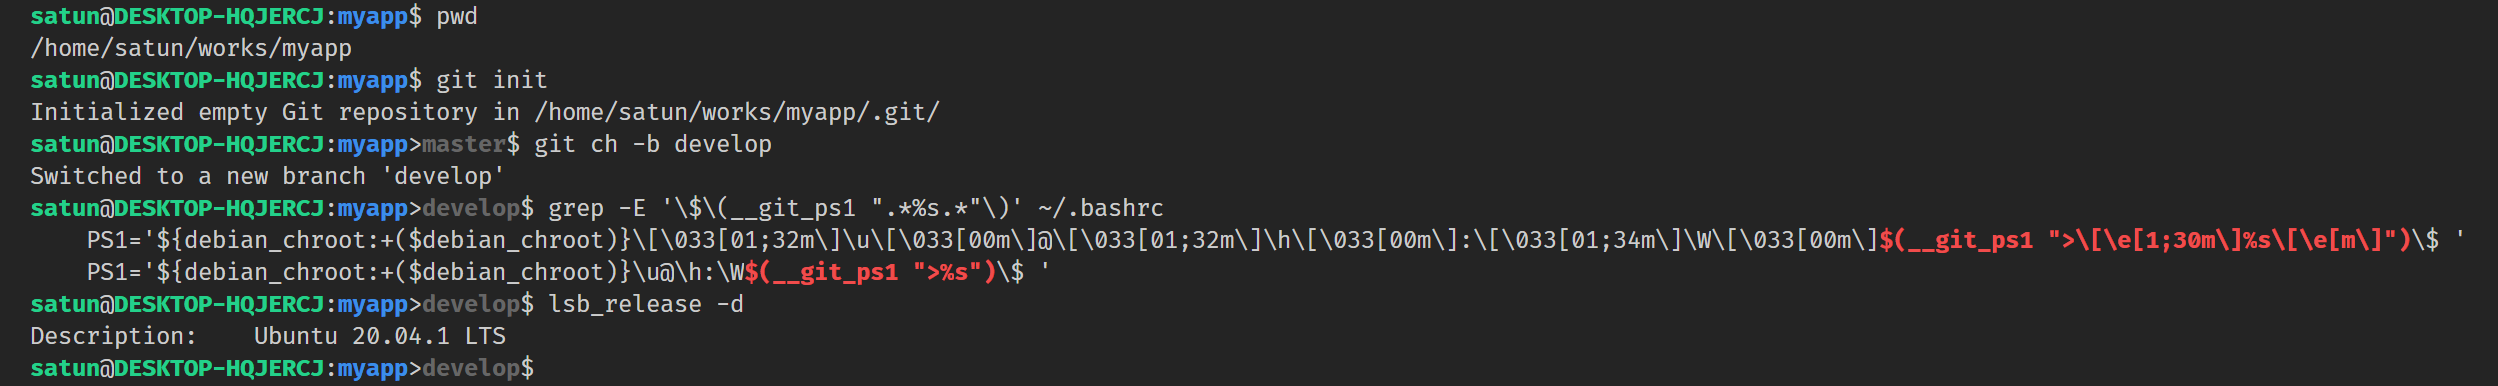 satun@DESKTOP-HQJERCJ:myapp$ pwd
/home/satun/works/myapp
satun@DESKTOP-HQJERCJ:myapp$ git init
Initialized empty Git repository in /home/satun/works/myapp/.git/
satun@DESKTOP-HQJERCJ:myapp>master$ git ch -b develop
Switched to a new branch 'develop'
satun@DESKTOP-HQJERCJ:myapp>develop$ grep -E '\$\(__git_ps1 ".*%s.*"\)' ~/.bashrc
    PS1='${debian_chroot:+($debian_chroot)}\[\033[01;32m\]\u\[\033[00m\]@\[\033[01;32m\]\h\[\033[00m\]:\[\033[01;34m\]\W\[\033[00m\]$(__git_ps1 ">\[\e[1;30m\]%s\[\e[m\]")\$ '
    PS1='${debian_chroot:+($debian_chroot)}\u@\h:\W$(__git_ps1 ">%s")\$ '
satun@DESKTOP-HQJERCJ:myapp>develop$ lsb_release -d
Description:    Ubuntu 20.04.1 LTS
satun@DESKTOP-HQJERCJ:myapp>develop$